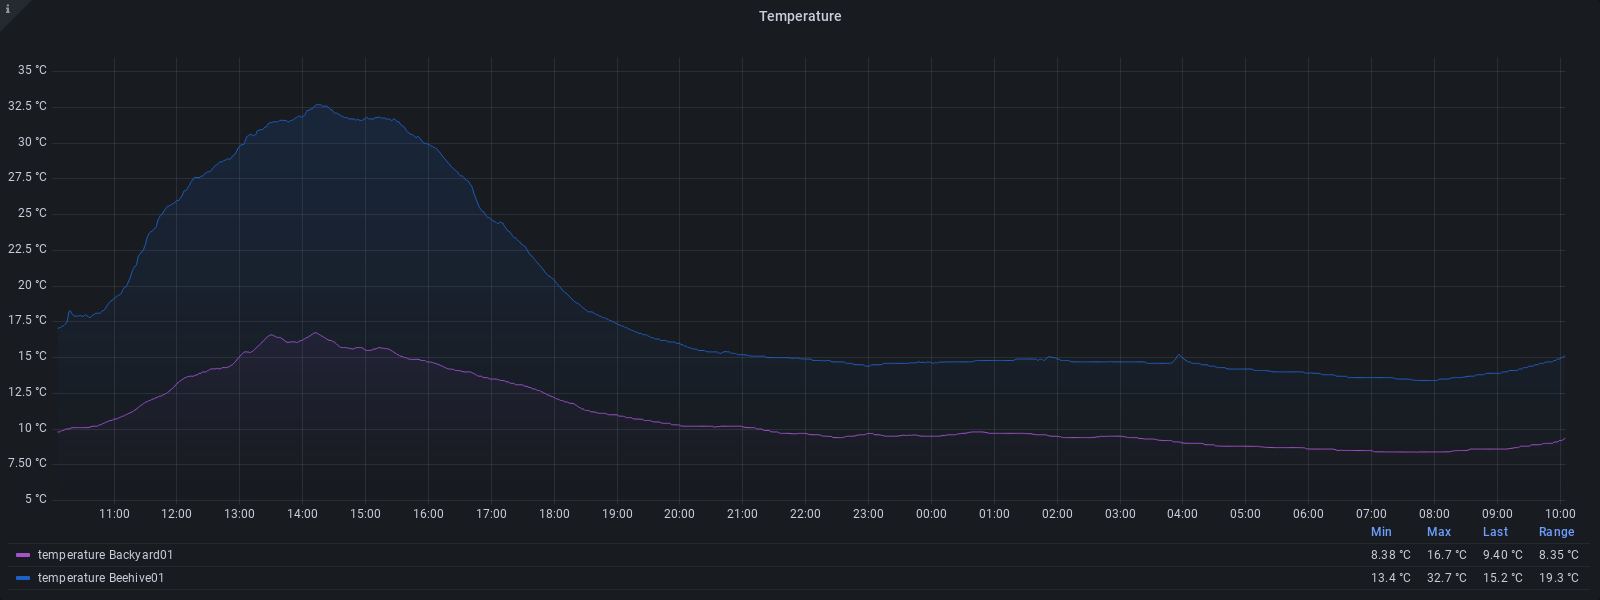 i
Temperature
35 °C
32.5 °C
30 °C
27.5 °C
25 °C
22.5 °C
20 °C
17.5 °C
15 °C
12.5 °C
10 °C
7.50 °C
5 °C
11:00 12:00 13:00 14:00 15:00 16:00 17:00 18:00 19:00 20:00 21:00 22:00 23:00 00:00 01:00 02:00 03:00 04:00 05:00 06:00 07:00 08:00 09:00 10:00
Min Max Last Range
temperature Backyard01 8.38 °C 16.7 °C 9.40 °C 8.35 °C
temperature Beehive01 13.4 °C 32.7 °C 15.2 °C 19.3 °C